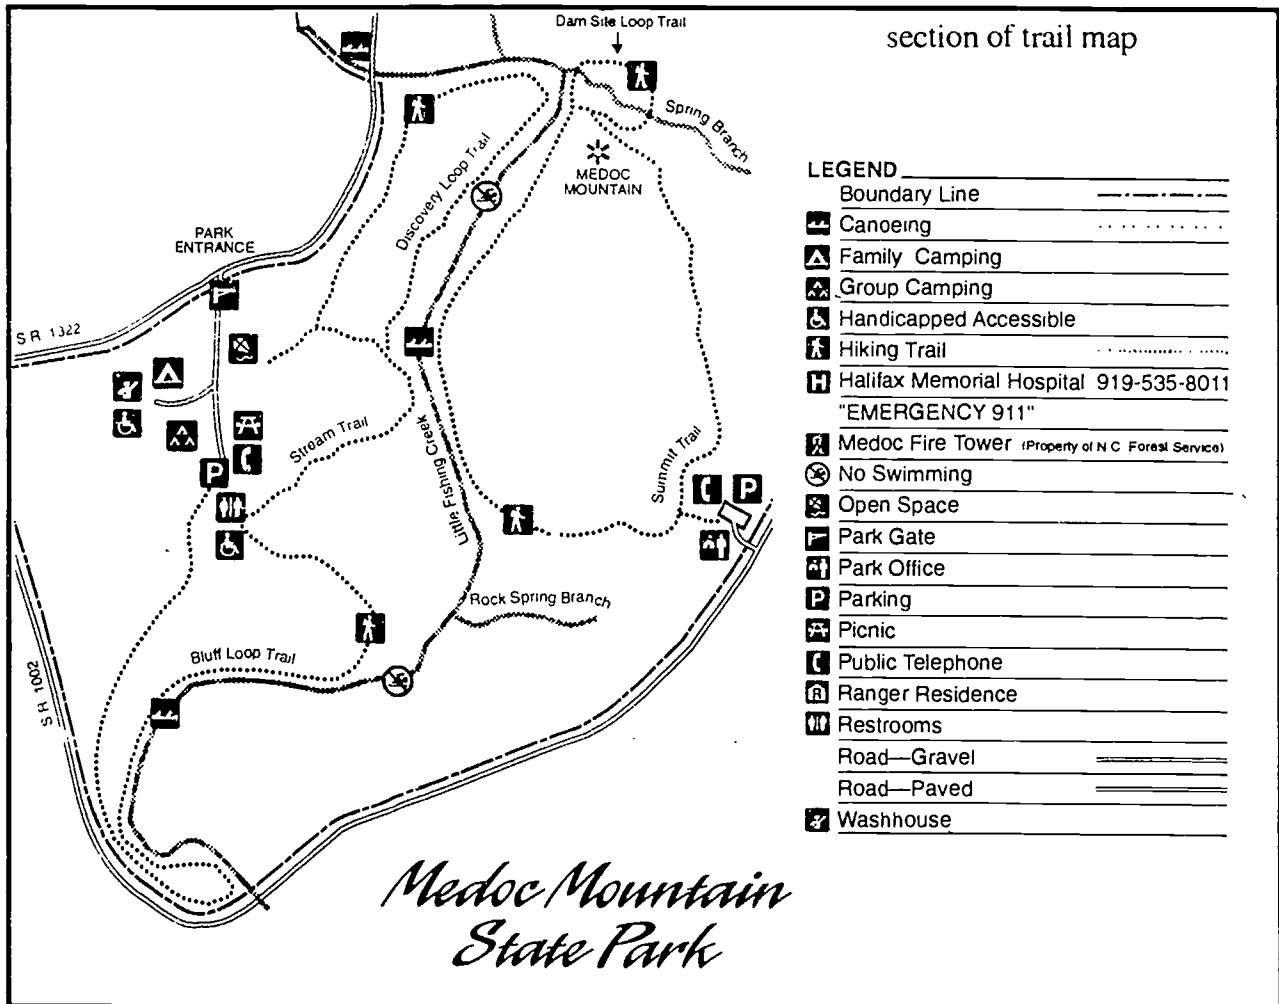 Dam Site Loop Trail
section of trail map
Spring Branch
MEDOC
MOUNTAIN
Discovery Loop Trail
PARK
ENTRANCE
S R 1322
Stream Trail
Little Fishing Creek
Summit Trail
P
P
Rock Spring Branch
Bluff Loop Trail
S R 1002
Medoc Mountain
State Park
LEGEND
Boundary Line
Canoeing
Family Camping
Group Camping
Handicapped Accessible
Hiking Trail
H Halifax Memorial Hospital 919-535-8011
"EMERGENCY 911"
Medoc Fire Tower (Property of N C Forest Service)
No Swimming
Open Space
Park Gate
Park Office
P Parking
Picnic
Public Telephone
R Ranger Residence
Restrooms
Road—Gravel
Road—Paved
Washhouse